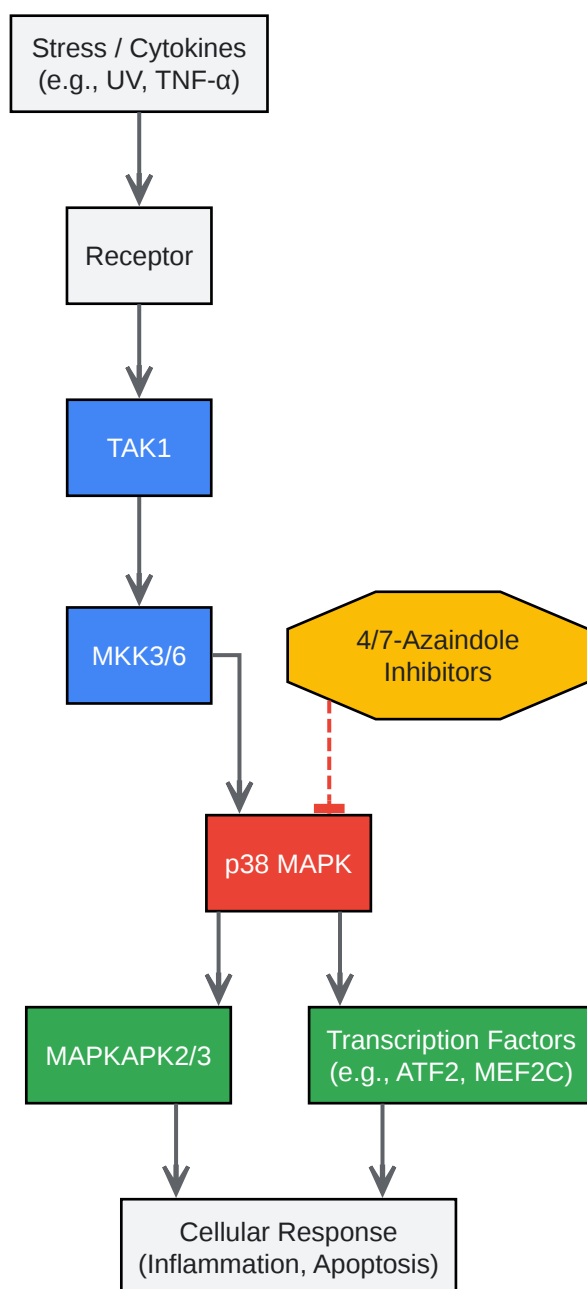 Stress / Cytokines
(e.g., UV, TNF-α)
Receptor
TAK1
MKK3/6
4/7-Azaindole
Inhibitors
p38 MAPK
MAPKAPK2/3
Transcription Factors
(e.g., ATF2, MEF2C)
Cellular Response
(Inflammation, Apoptosis)